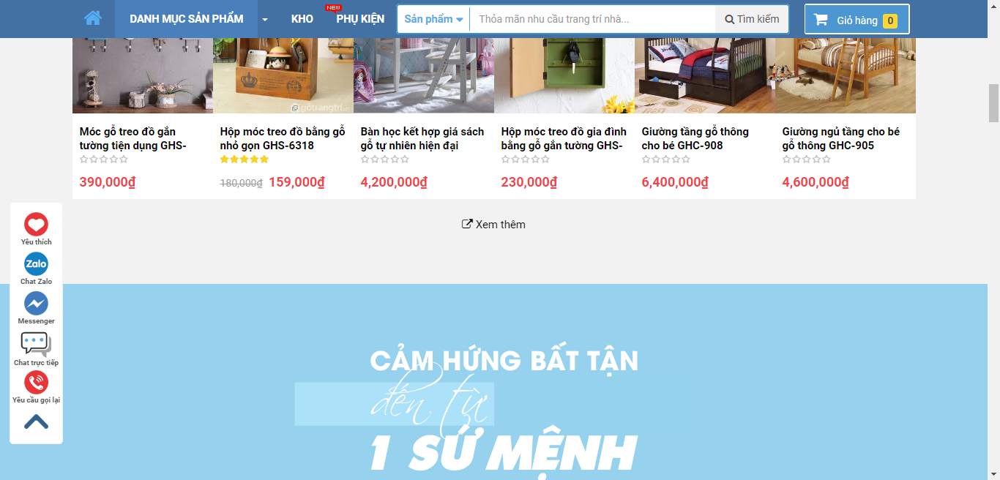 DANH MỤC SẢN PHẨM
KHO
NEW
PHỤ KIỆN
Sản phẩm
Thỏa mãn nhu cầu trang trí nhà...
Tìm kiếm
Giỏ hàng 0
gotrangtri.vn
Móc gỗ treo đồ gắn
tường tiện dụng GHS-
390,000₫
Hộp móc treo đồ bằng gỗ
nhỏ gọn GHS-6318
180,000₫ 159,000₫
Bàn học kết hợp giá sách
gỗ tự nhiên hiện đại
4,200,000₫
Hộp móc treo đồ gia đình
bằng gỗ gắn tường GHS-
230,000₫
Giường tầng gỗ thông
cho bé GHC-908
6,400,000₫
Giường ngủ tầng cho bé
gỗ thông GHC-905
4,600,000₫
Xem thêm
Yêu thích
Zalo
Chat Zalo
Messenger
Chat trực tiếp
Yêu cầu gọi lại
CẢM HỨNG BẤT TẬN
đến từ
1 SỨ MỆNH